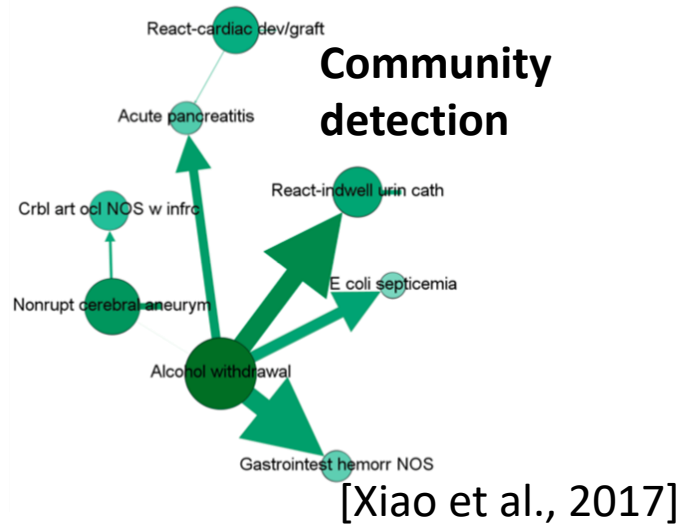 React-cardiac dev/graft
Community
detection
Acute pancreatitis
React-indwell urin cath
Crbl art ocl NOS w infrc
E coli septicemia
Nonrupt cerebral aneurym
Alcohol withdrawal
Gastrointest hemorr NOS
[Xiao et al., 2017]